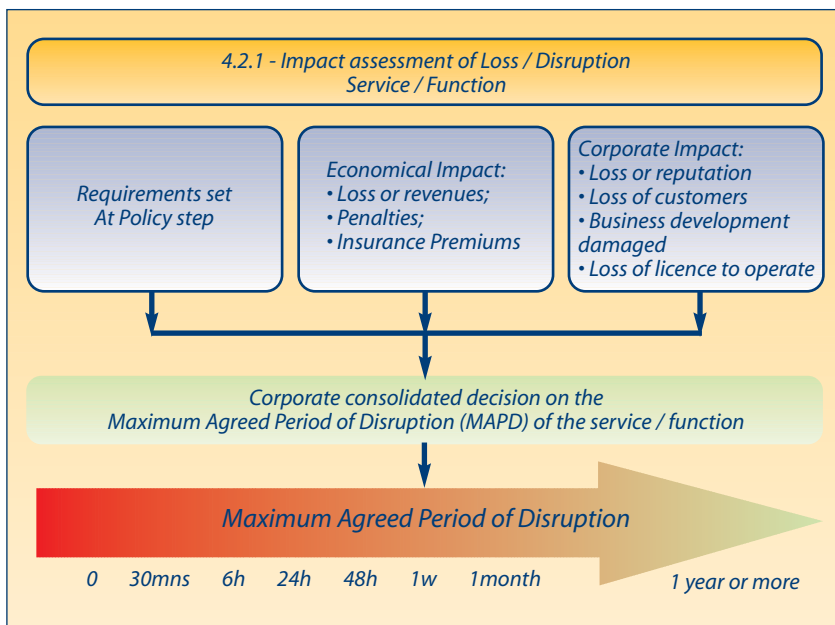 4.2.1 - Impact assessment of Loss / Disruption
Service / Function
Requirements set
At Policy step
Economical Impact:
• Loss or revenues;
• Penalties;
• Insurance Premiums
Corporate Impact:
• Loss or reputation
• Loss of customers
• Business development
damaged
• Loss of licence to operate
Corporate consolidated decision on the
Maximum Agreed Period of Disruption (MAPD) of the service / function
Maximum Agreed Period of Disruption
0 30mns 6h 24h 48h 1w 1month 1 year or more